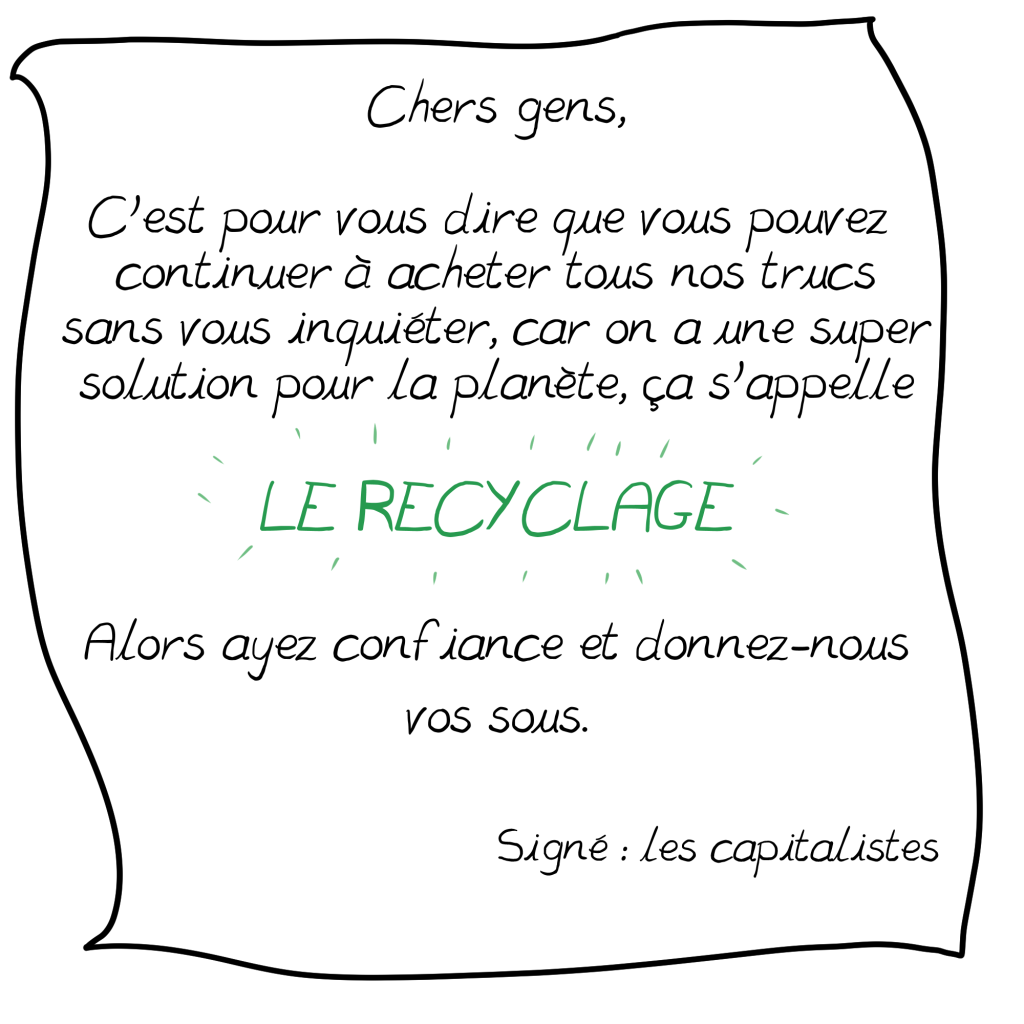 Chers gens,
C'est pour vous dire que vous pouvez
continuer à acheter tous nos trucs
sans vous inquiéter, car on a une super
solution pour la planète, ça s'appelle
LE RECYCLAGE
Alors ayez confiance et donnez-nous
vos sous.
Signé : les capitalistes